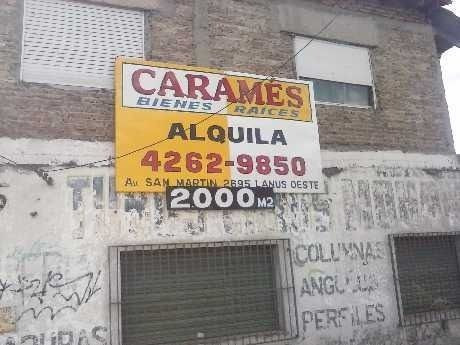 CARAMÉS
BIENES RAICES
ALQUILA
4262-9850
Av. SAN MARTIN 2695 LANUS OESTE
2000 M2
COLUMNAS
ANGULOS
PERFILES